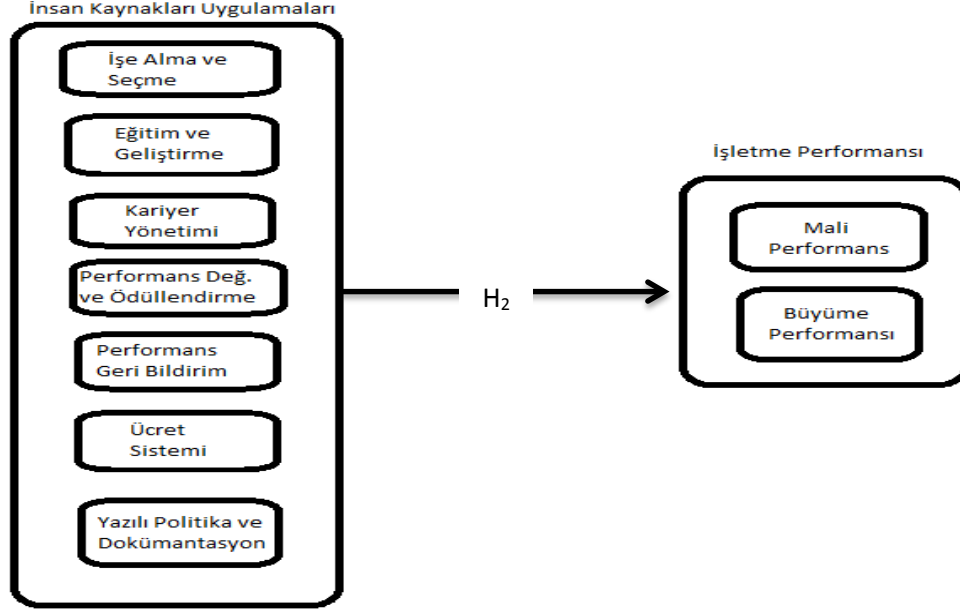 İnsan Kaynakları Uygulamaları
İşe Alma ve
Seçme
Eğitim ve
Geliştirme
Kariyer
Yönetimi
Performans Değ.
ve Ödüllendirme
Performans
Geri Bildirim
Ücret
Sistemi
Yazılı Politika ve
Dokümantasyon
H₂
İşletme Performansı
Mali
Performans
Büyüme
Performansı